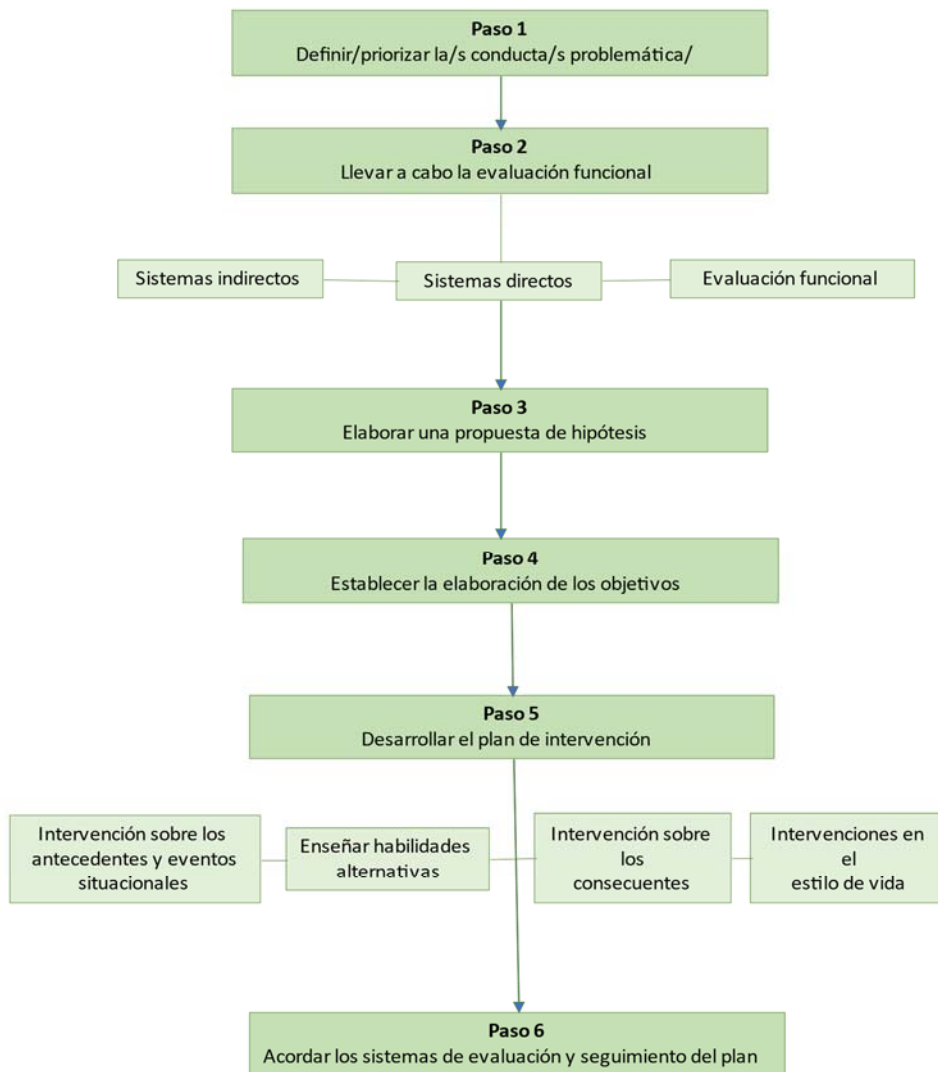 Paso 1
Definir/priorizar la/s conducta/s problemática/
Paso 2
Llevar a cabo la evaluación funcional
Sistemas indirectos
Sistemas directos
Evaluación funcional
Paso 3
Elaborar una propuesta de hipótesis
Paso 4
Establecer la elaboración de los objetivos
Paso 5
Desarrollar el plan de intervención
Intervención sobre los
antecedentes y eventos
situacionales
Enseñar habilidades
alternativas
Intervención sobre
los
consecuentes
Intervenciones en
el
estilo de vida
Paso 6
Acordar los sistemas de evaluación y seguimiento del plan